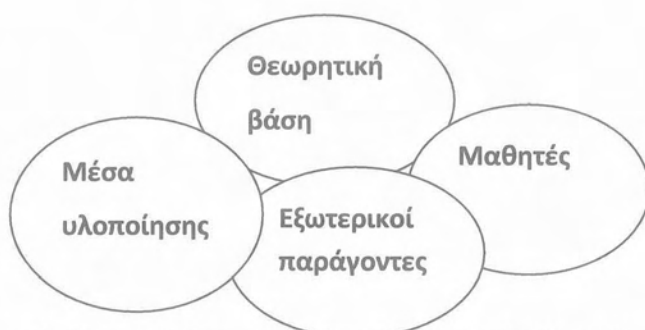 Θεωρητική
βάση
Μαθητές
Μέσα
υλοποίησης
Εξωτερικοί
παράγοντες